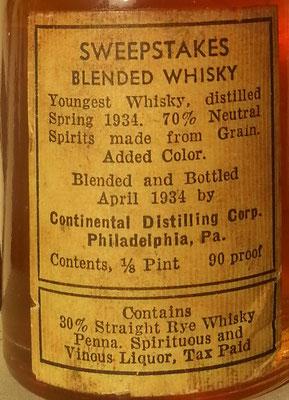 SWEEPSTAKES
BLENDED WHISKY
Youngest Whisky, distilled
Spring 1934. 70% Neutral
Spirits made from Grain.
Added Color.
Blended and Bottled
April 1934 by
Continental Distilling Corp.
Philadelphia, Pa.
Contents, ⅛ Pint 90 proof
Contains
30% Straight Rye Whisky
Penna. Spirituous and
Vinous Liquor, Tax Paid